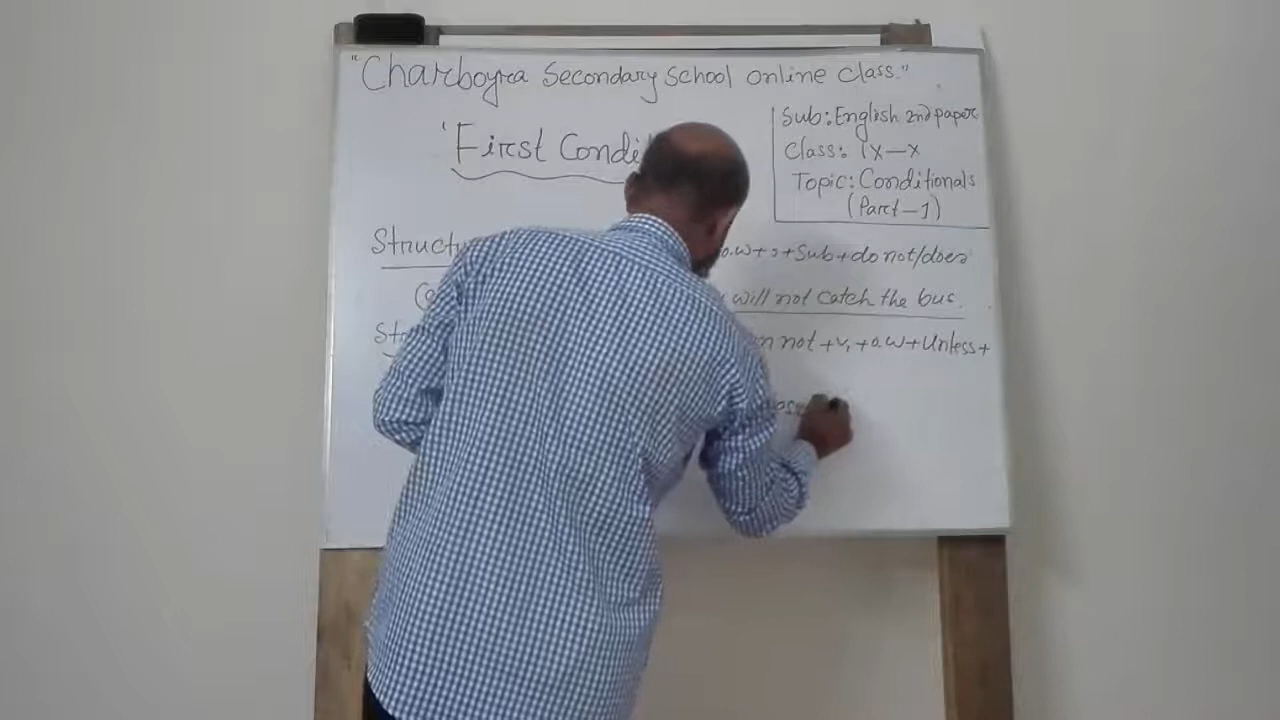 "Charboyra Secondary School online class."
Sub: English 2nd paper
Class: IX-X
Topic: Conditionals
(Part-1)
'First Condi
Structu
o.w+s+Sub+do not/does
will not catch the bus.
not +v₁+o.w+Unless+